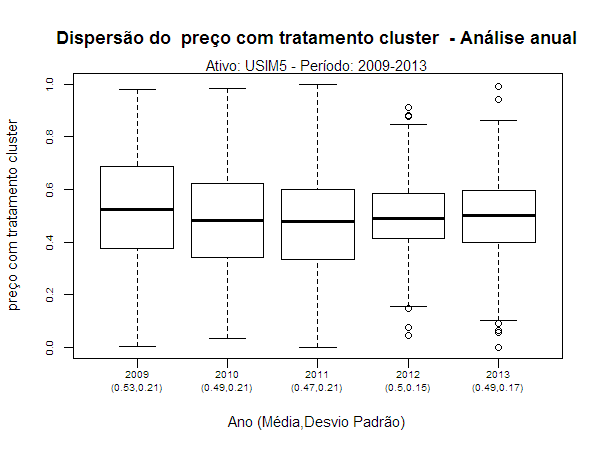 Dispersão do  preço com tratamento cluster  - Análise anual
Ativo: USIM5 - Período: 2009-2013
preço com tratamento cluster
1.0
0.8
0.6
0.4
0.2
0.0
2009 2010 2011 2012 2013
(0.53,0.21) (0.49,0.21) (0.47,0.21) (0.5,0.15) (0.49,0.17)
Ano (Média,Desvio Padrão)